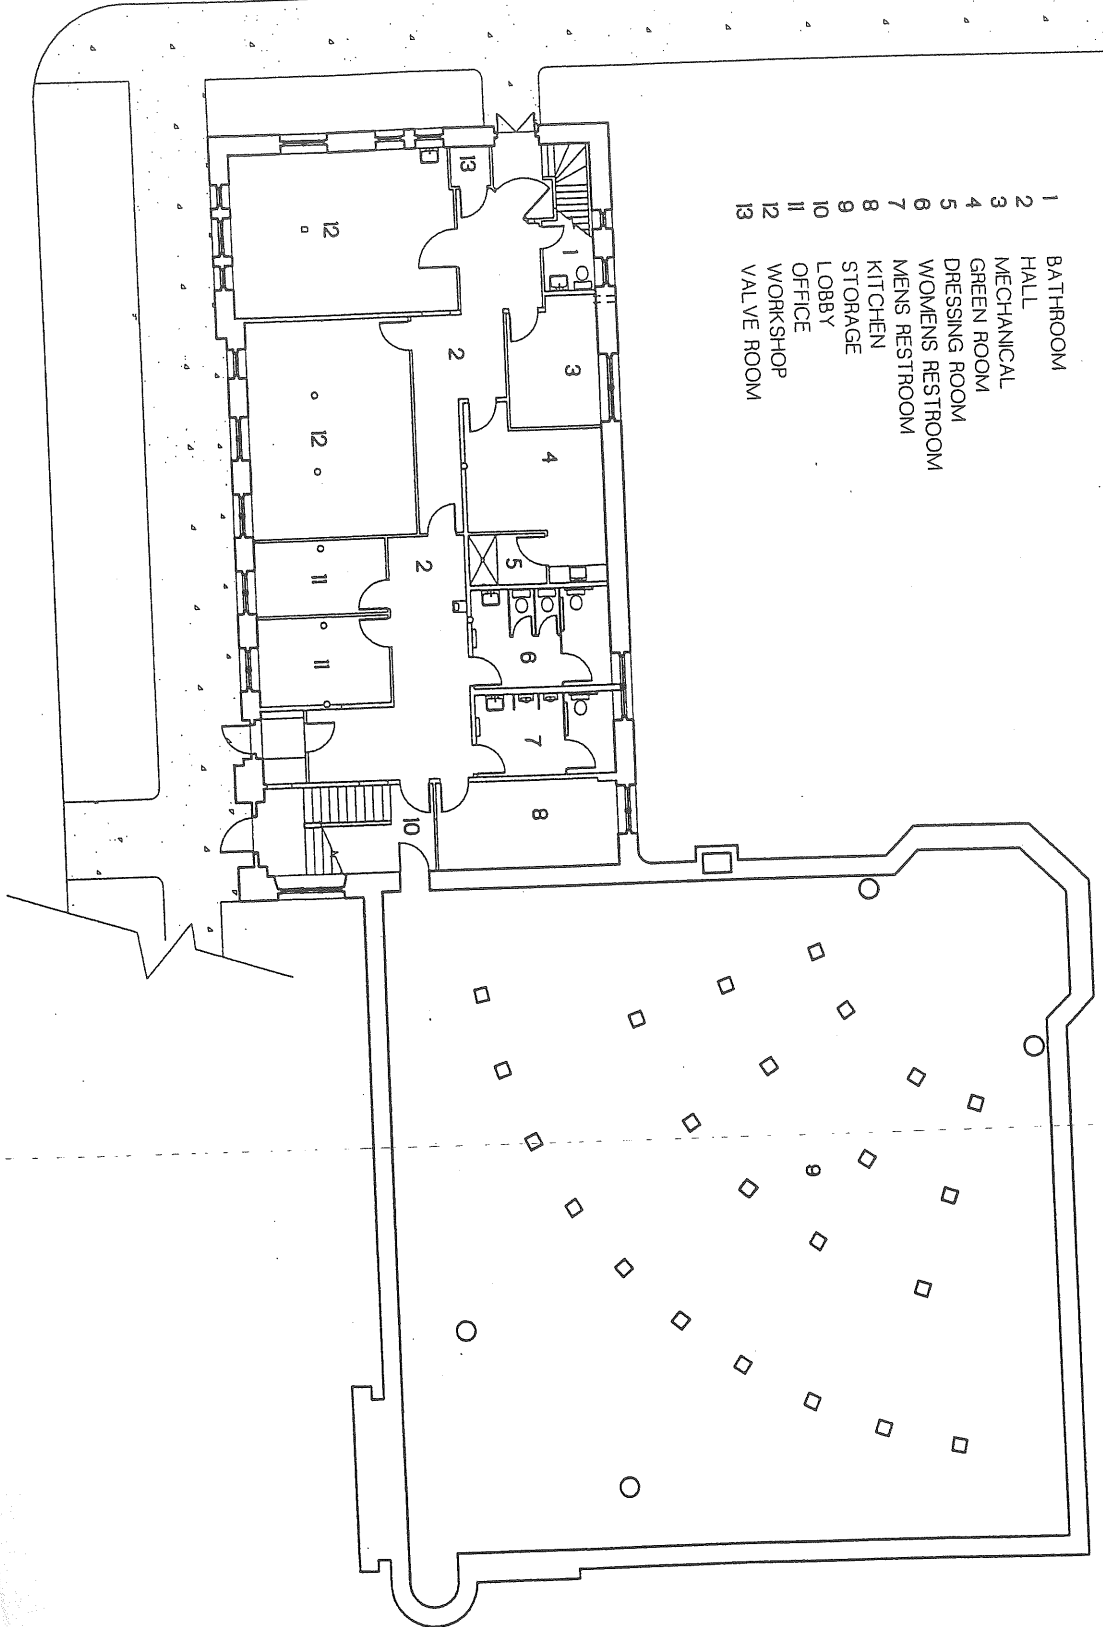 1 BATHROOM
2 HALL
3 MECHANICAL
4 GREEN ROOM
5 DRESSING ROOM
6 WOMENS RESTROOM
7 MENS RESTROOM
8 KITCHEN
9 STORAGE
10 LOBBY
11 OFFICE
12 WORKSHOP
13 VALVE ROOM
1
3
4
5
6
7
8
13
2
2
10
12
12
11
11
9